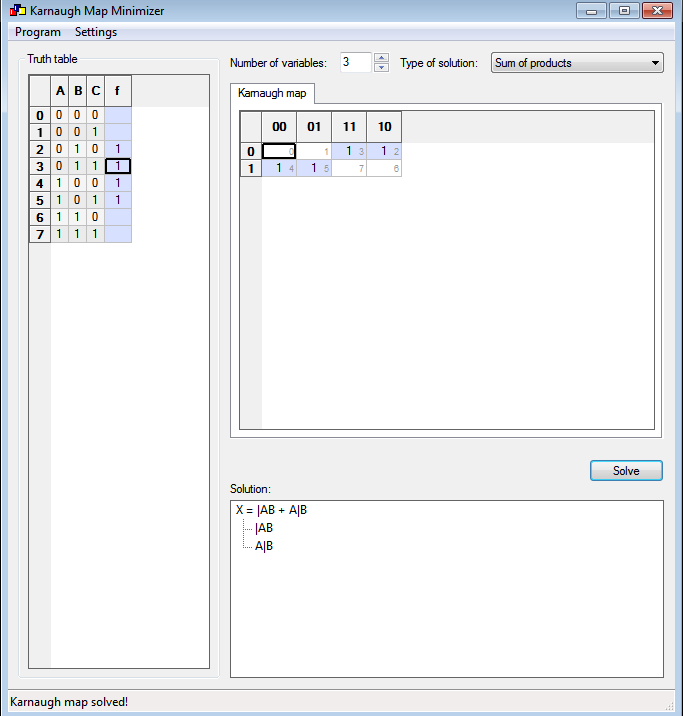 Karnaugh Map Minimizer
Program Settings
Truth table
A B C f
0 0 0 0
1 0 0 1
2 0 1 0 1
3 0 1 1 1
4 1 0 0 1
5 1 0 1 1
6 1 1 0
7 1 1 1
Number of variables: 3 Type of solution: Sum of products
Karnaugh map
00 01 11 10
0 0 1 1 3 1 2
1 1 4 1 5 7 6
Solve
Solution:
X = |AB + A|B
|AB
A|B
Karnaugh map solved!